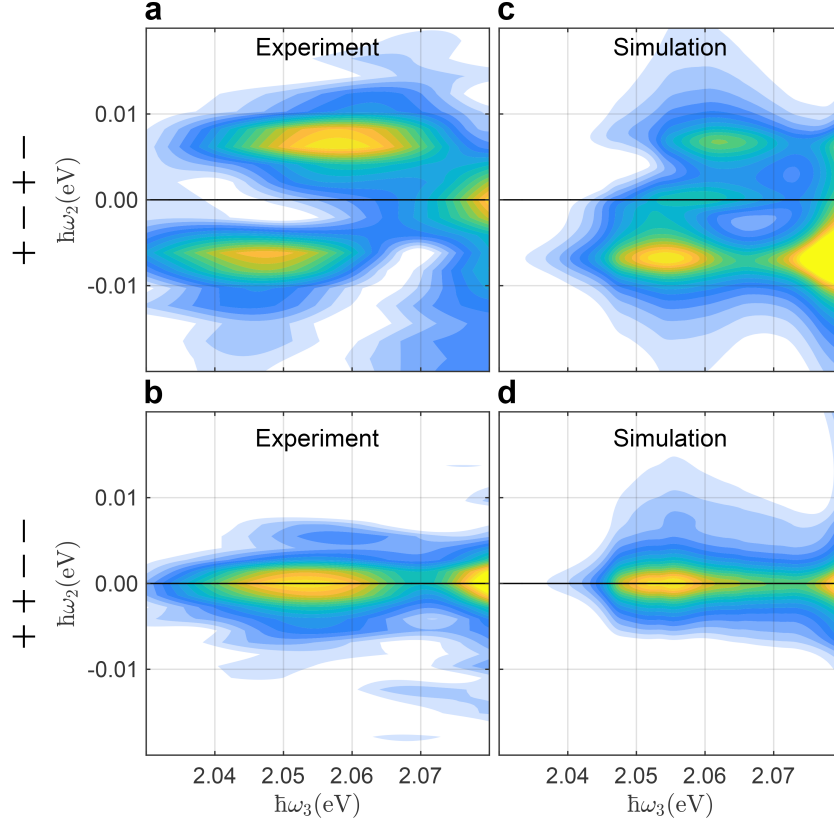 a
Experiment
0.01
0.00
-0.01
ħω₂(eV)
+ − + −
c
Simulation
b
Experiment
0.01
0.00
-0.01
ħω₂(eV)
+ + − −
2.04 2.05 2.06 2.07
ħω₃(eV)
d
Simulation
2.04 2.05 2.06 2.07
ħω₃(eV)